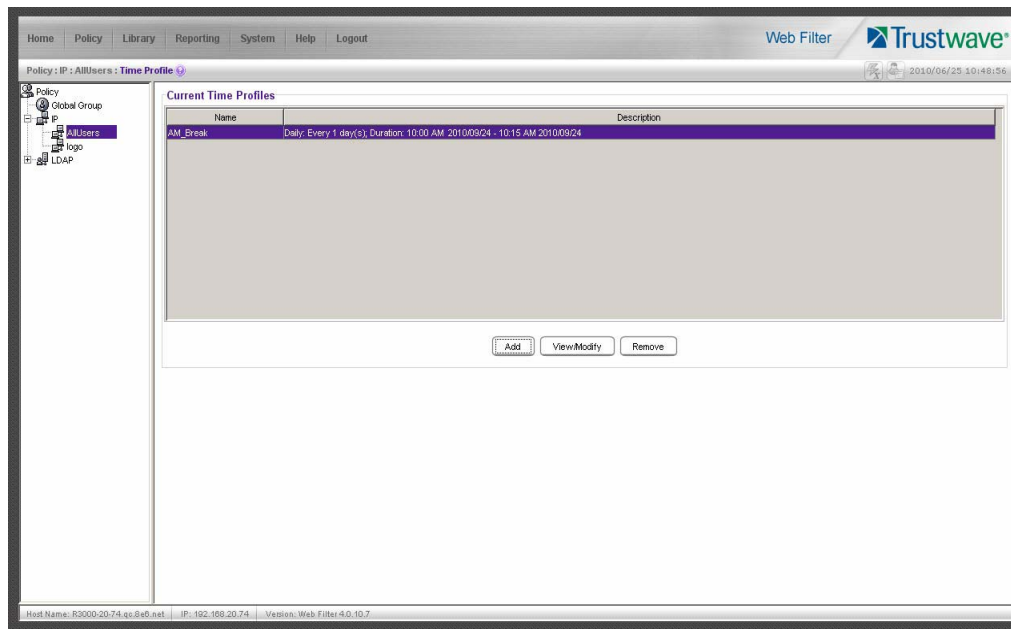 Home Policy Library Reporting System Help Logout Web Filter Trustwave®
Policy : IP : AllUsers : Time Profile ? 2010/06/25 10:48:56
Policy
Global Group
IP
AllUsers
logo
LDAP
Current Time Profiles
Name Description
AM_Break Daily: Every 1 day(s); Duration: 10:00 AM 2010/09/24 - 10:15 AM 2010/09/24
Add View/Modify Remove
Host Name: R3000-20-74.qc.8e6.net IP: 192.168.20.74 Version: Web Filter 4.0.10.7